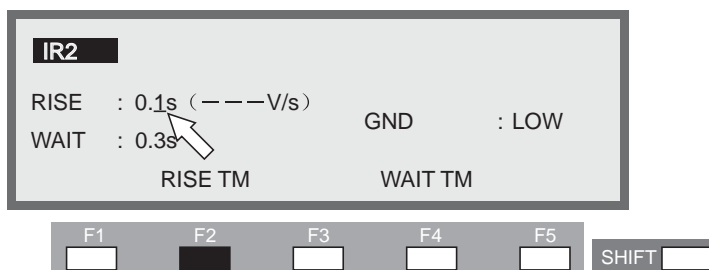 IR2
RISE : 0.1s（———V/s）
GND : LOW
WAIT : 0.3s
RISE TM WAIT TM
F1 F2 F3 F4 F5
SHIFT